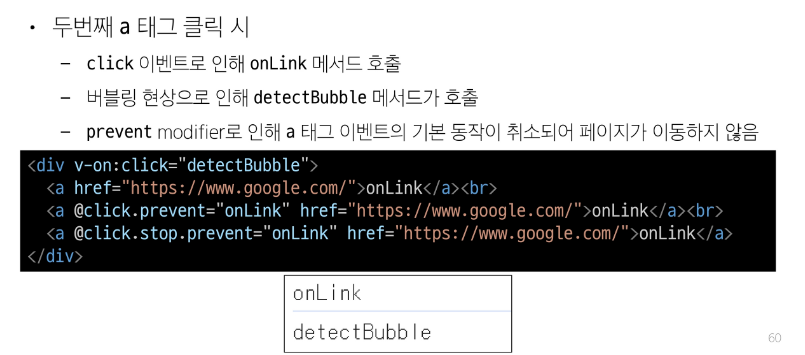 • 두번째 a 태그 클릭 시
– click 이벤트로 인해 onLink 메서드 호출
– 버블링 현상으로 인해 detectBubble 메서드가 호출
– prevent modifier로 인해 a 태그 이벤트의 기본 동작이 취소되어 페이지가 이동하지 않음
<div v-on:click="detectBubble">
<a href="https://www.google.com/">onLink</a><br>
<a @click.prevent="onLink" href="https://www.google.com/">onLink</a><br>
<a @click.stop.prevent="onLink" href="https://www.google.com/">onLink</a>
</div>
onLink
detectBubble
60